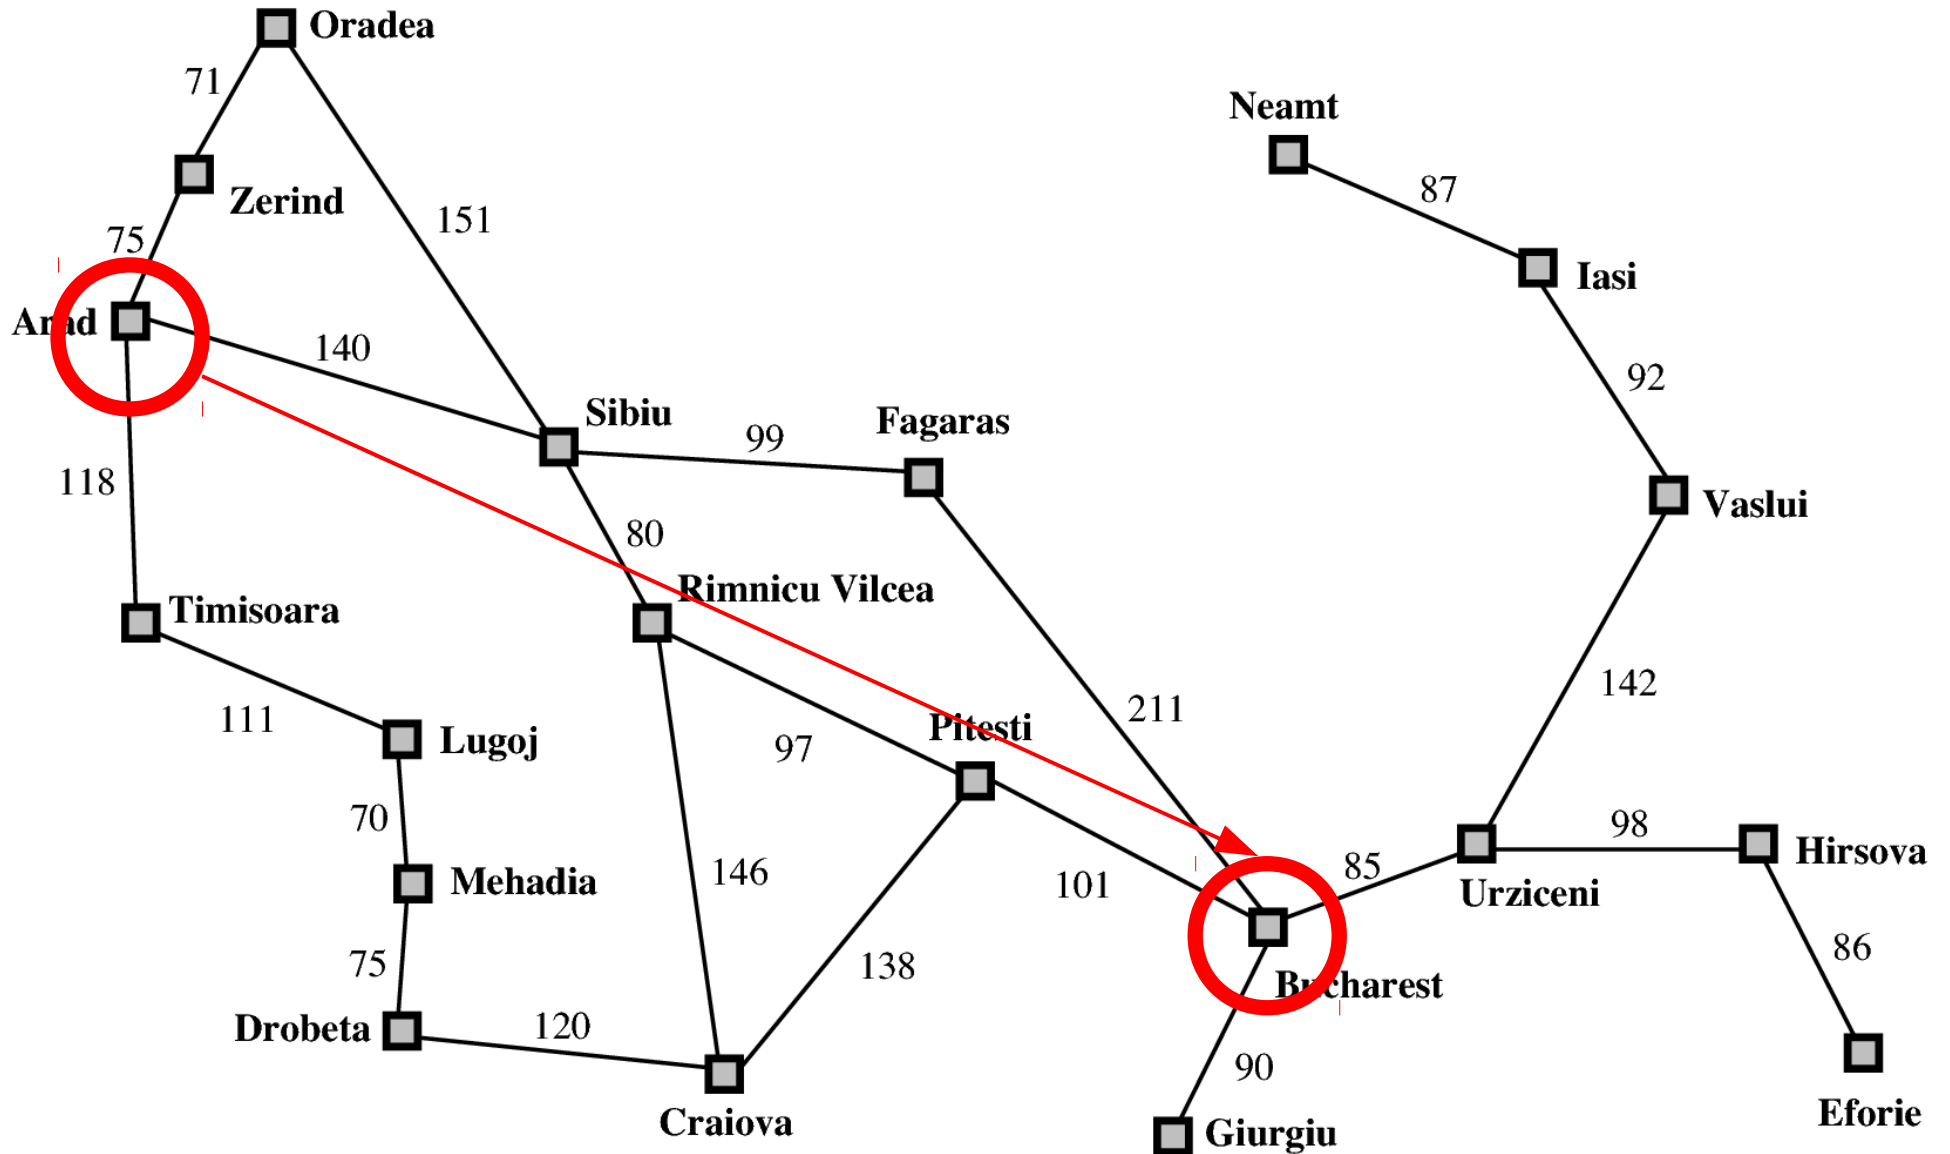 Oradea
71
Neamt
87
Zerind
151
75
Iasi
Arad
140
92
Sibiu
99
Fagaras
118
80
Vaslui
Rimnicu Vilcea
Timisoara
142
211
111
Lugoj
97
Pitesti
70
98
Mehadia
146
101
85
Hirsova
Urziceni
75
138
86
Bucharest
Drobeta
120
90
Craiova
Giurgiu
Eforie